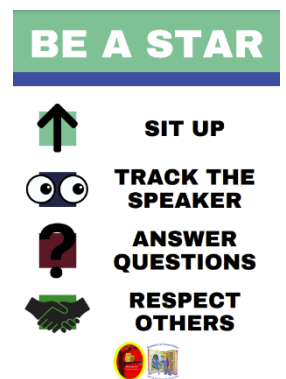 BE A STAR
SIT UP
TRACK THE
SPEAKER
?
ANSWER
QUESTIONS
RESPECT
OTHERS